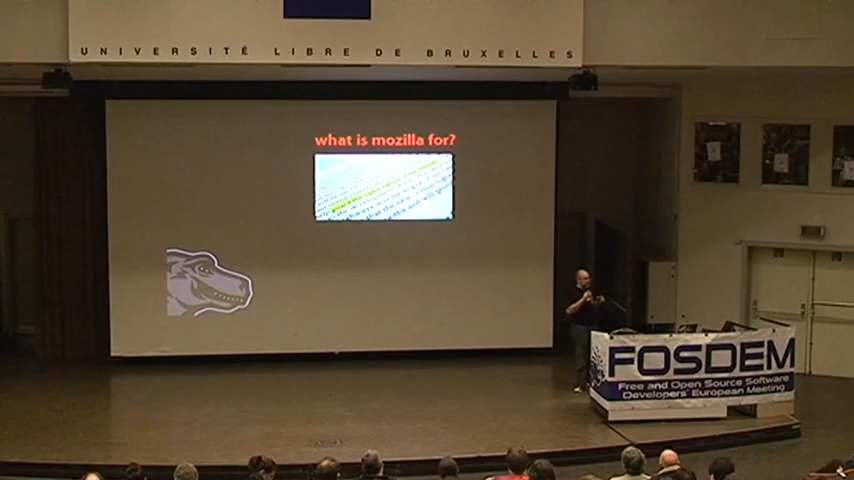 UNIVERSITÉ LIBRE DE BRUXELLES
what is mozilla for?
FOSDEM
Free and Open Source Software
Developers' European Meeting